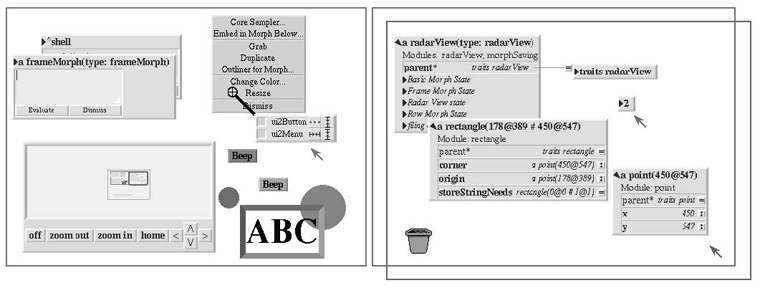 shell
a frameMorph(type: frameMorph)
Evaluate Dismiss
Core Sampler...
Embed in Morph Below...
Grab
Duplicate
Outliner for Morph...
Change Color...
Resize
Dismiss
ui2Button
ui2Menu
Beep
Beep
ABC
off zoom out zoom in home < Λ V >
a radarView(type: radarView)
Modules: radarView, morphSaving
parent* traits radarView =
Basic Morph State
Frame Morph State
Radar View state
Row Morph State
filing
traits radarView
2
a rectangle(178@389 # 450@547)
Module: rectangle
parent* traits rectangle =
corner a point(450@547) :
origin a point(178@389) :
storeStringNeeds rectangle(0@0 # 1@1) =
a point(450@547)
Module: point
parent* traits point =
x 450 :
y 547 :